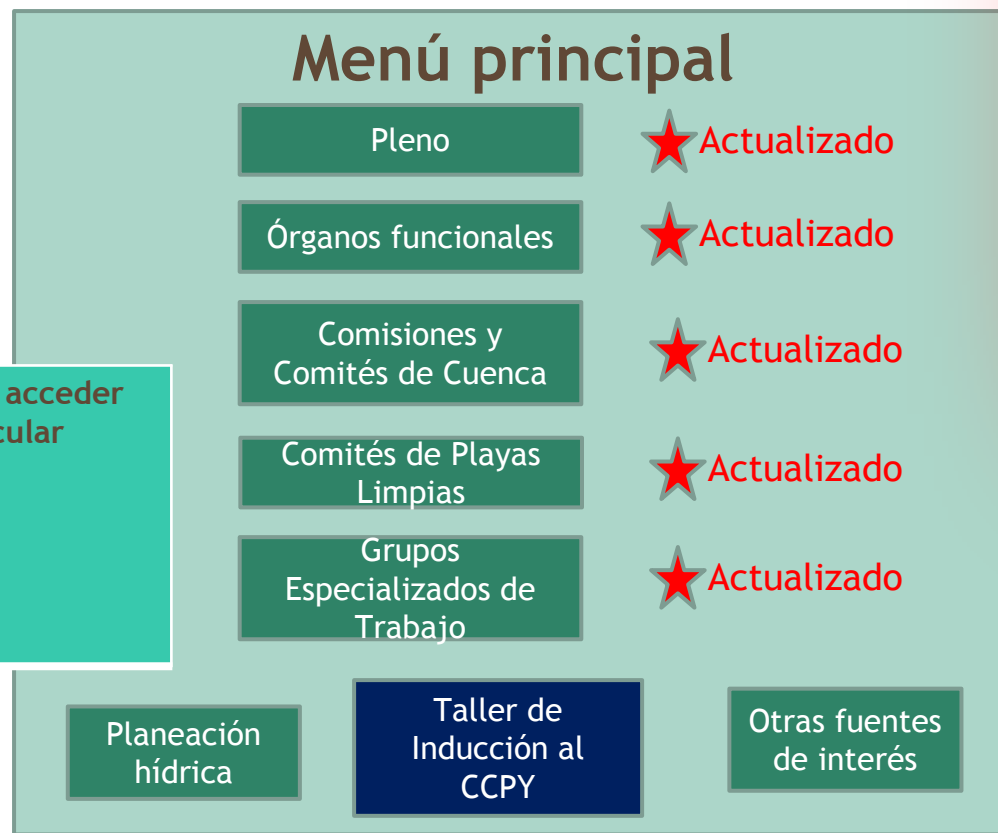 Menú principal
Pleno
Actualizado
Órganos funcionales
Actualizado
Comisiones y
Comités de Cuenca
Actualizado
acceder
Comités de Playas
Limpias
Actualizado
Grupos
Especializados de
Trabajo
Actualizado
Planeación
hídrica
Taller de
Inducción al
CCPY
Otras fuentes
de interés